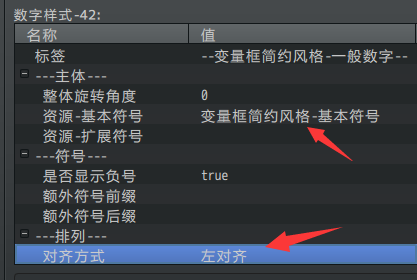 数字样式-42:
名称 值
标签 --变量框简约风格-一般数字--
---主体---
整体旋转角度 0
资源-基本符号 变量框简约风格-基本符号
资源-扩展符号
---符号---
是否显示负号 true
额外符号前缀
额外符号后缀
---排列---
对齐方式 左对齐